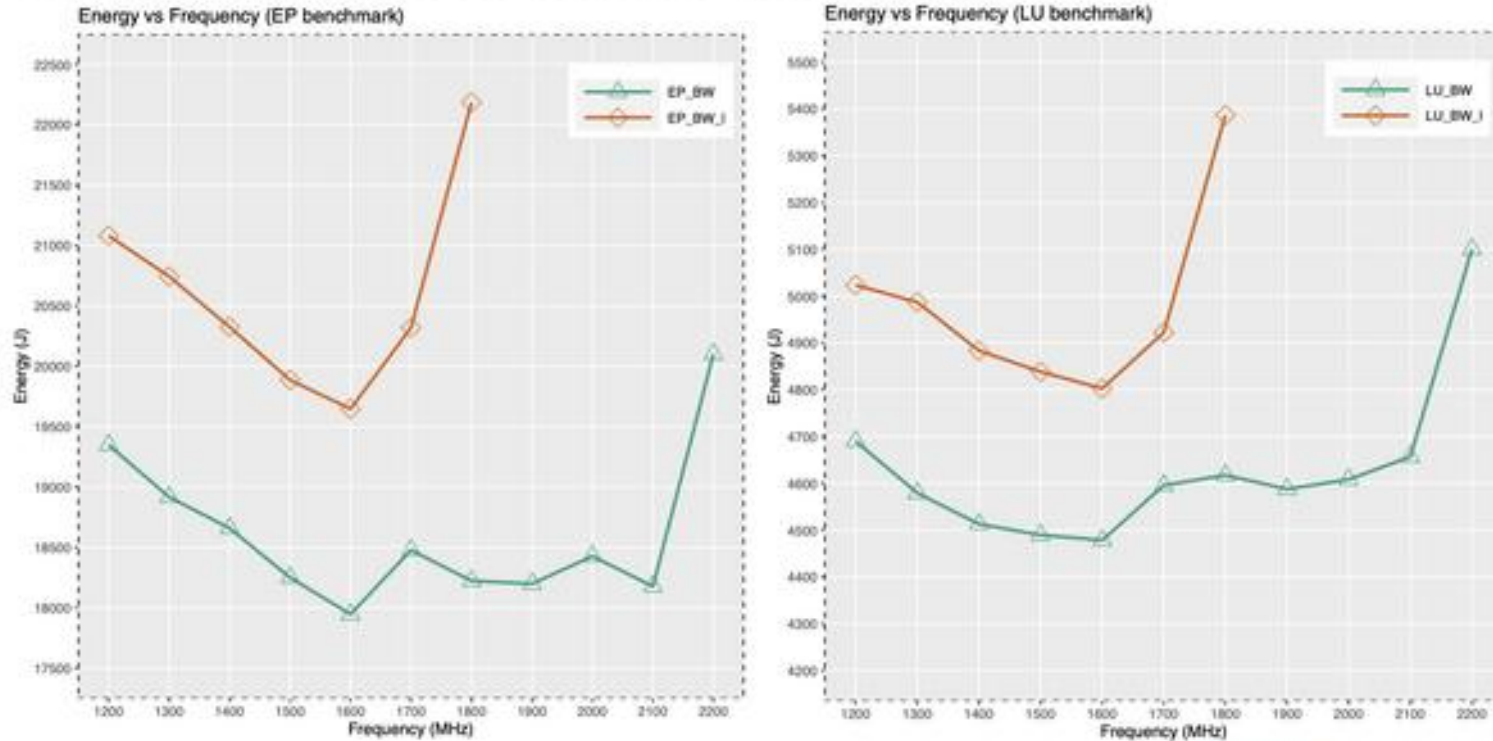 Energy vs Frequency (EP benchmark)
22500
22000
21500
21000
20500
20000
19500
19000
18500
18000
17500
Energy (J)
EP_BW
EP_BW_I
1200 1300 1400 1500 1600 1700 1800 1900 2000 2100 2200
Frequency (MHz)
Energy vs Frequency (LU benchmark)
5500
5400
5300
5200
5100
5000
4900
4800
4700
4600
4500
4400
4300
4200
Energy (J)
LU_BW
LU_BW_I
1200 1300 1400 1500 1600 1700 1800 1900 2000 2100 2200
Frequency (MHz)